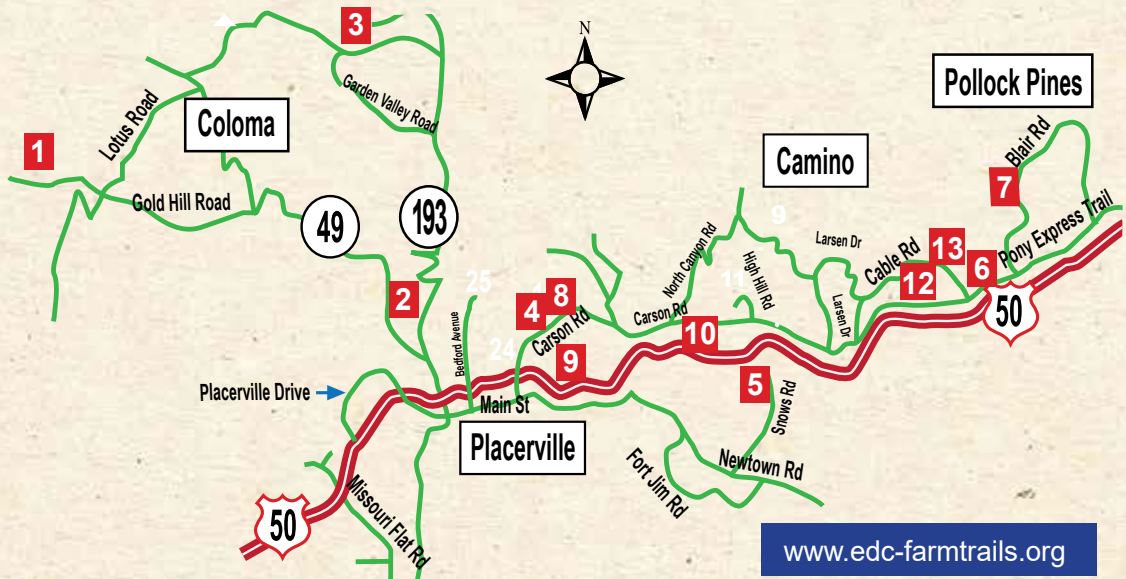 N
3
Pollock Pines
Garden Valley Road
Lotus Road
Coloma
1
Blair Rd
Camino
7
Gold Hill Road
49
193
9
Larsen Dr
Cable Rd
13
Pony Express Trail
North Canyon Rd
High Hill Rd
11
12
6
2
25
4
8
Larsen Dr
50
Carson Rd
Carson Rd
10
Bedford Avenue
24
9
Placerville Drive
Main St
5
Snows Rd
Placerville
Newtown Rd
Fort Jim Rd
Missouri Flat Rd
50
www.edc-farmtrails.org